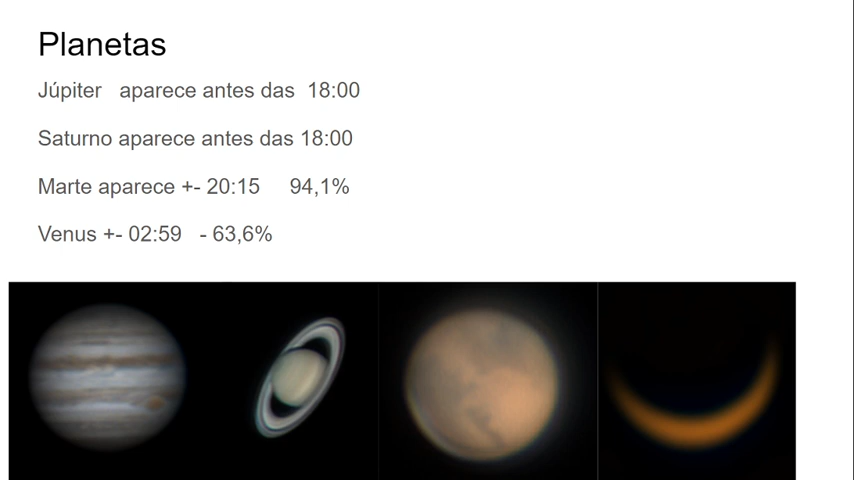 Planetas
Júpiter aparece antes das 18:00
Saturno aparece antes das 18:00
Marte aparece +- 20:15 94,1%
Venus +- 02:59 - 63,6%